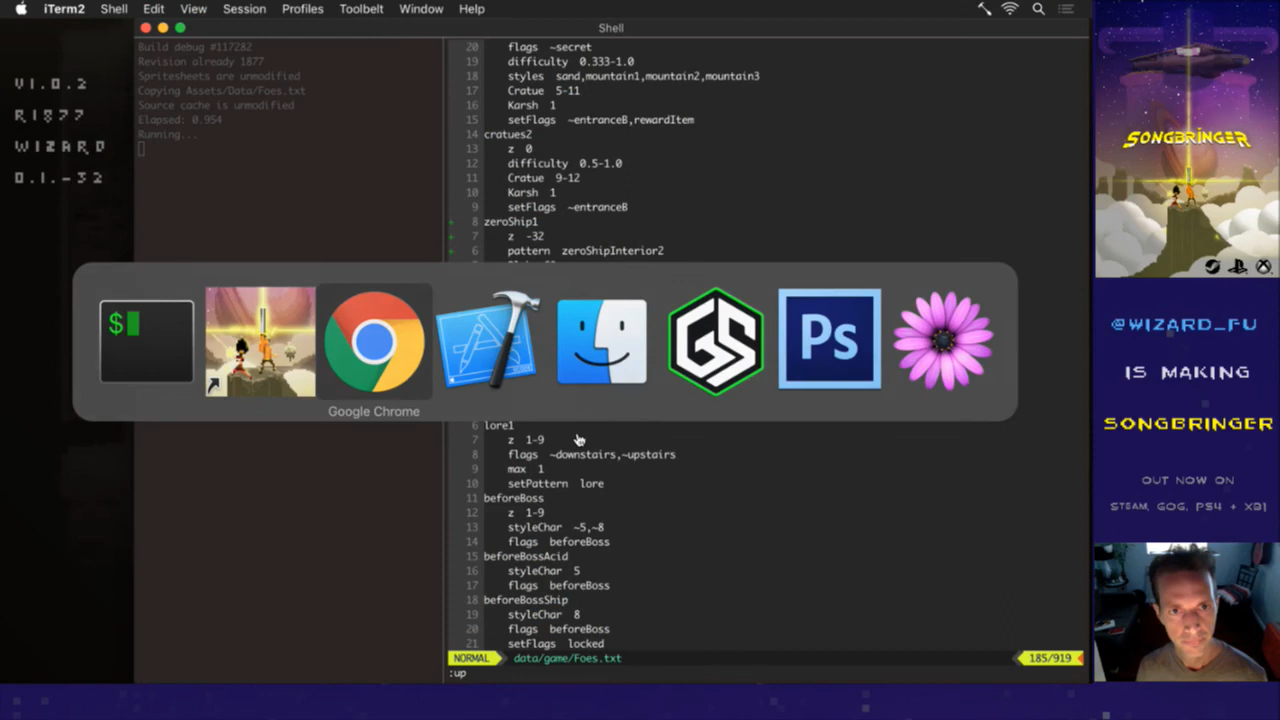 iTerm2 Shell Edit View Session Profiles Toolbelt Window Help
Shell
V1.0.2
R1877
WIZARD
0.1.-32
Build debug #117282
Revision already 1877
Spritesheets are unmodified
Copying Assets/Data/Foes.txt
Source cache is unmodified
Elapsed: 0.954
Running...
20 flags ~secret
19 difficulty 0.333-1.0
18 styles sand,mountain1,mountain2,mountain3
17 Cratue 5-11
16 Karsh 1
15 setFlags ~entranceB,rewardItem
14 cratues2
13 z 0
12 difficulty 0.5-1.0
11 Cratue 9-12
10 Karsh 1
9 setFlags ~entranceB
+ 8 zeroShip1
+ 7 z -32
+ 6 pattern zeroShipInterior2
$
GS
Ps
Google Chrome
6 lore1
7 z 1-9
8 flags ~downstairs,~upstairs
9 max 1
10 setPattern lore
11 beforeBoss
12 z 1-9
13 styleChar ~5,~8
14 flags beforeBoss
15 beforeBossAcid
16 styleChar 5
17 flags beforeBoss
18 beforeBossShip
19 styleChar 8
20 flags beforeBoss
21 setFlags locked
NORMAL data/game/Foes.txt 185/919
:up
SONGBRINGER
@WIZARD_FU
IS MAKING
SONGBRINGER
OUT NOW ON
STEAM, GOG, PS4 + XB1